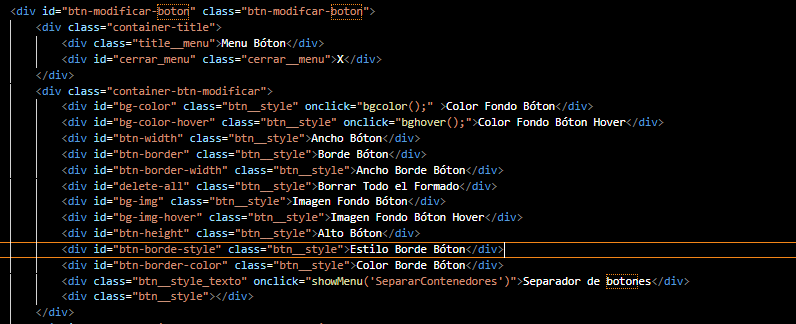 <div id="btn-modificar-boton" class="btn-modifcar-boton">
<div class="container-title">
<div class="title__menu">Menu Bóton</div>
<div id="cerrar_menu" class="cerrar__menu">X</div>
</div>
<div class="container-btn-modificar">
<div id="bg-color" class="btn__style" onclick="bgcolor();" >Color Fondo Bóton</div>
<div id="bg-color-hover" class="btn__style" onclick="bghover();">Color Fondo Bóton Hover</div>
<div id="btn-width" class="btn__style">Ancho Bóton</div>
<div id="btn-border" class="btn__style">Borde Bóton</div>
<div id="btn-border-width" class="btn__style">Ancho Borde Bóton</div>
<div id="delete-all" class="btn__style">Borrar Todo el Formado</div>
<div id="bg-img" class="btn__style">Imagen Fondo Bóton</div>
<div id="bg-img-hover" class="btn__style">Imagen Fondo Bóton Hover</div>
<div id="btn-height" class="btn__style">Alto Bóton</div>
<div id="btn-borde-style" class="btn__style">Estilo Borde Bóton</div>
<div id="btn-border-color" class="btn__style">Color Borde Bóton</div>
<div class="btn__style_texto" onclick="showMenu('SepararContenedores')">Separador de botones</div>
<div class="btn__style"></div>
</div>